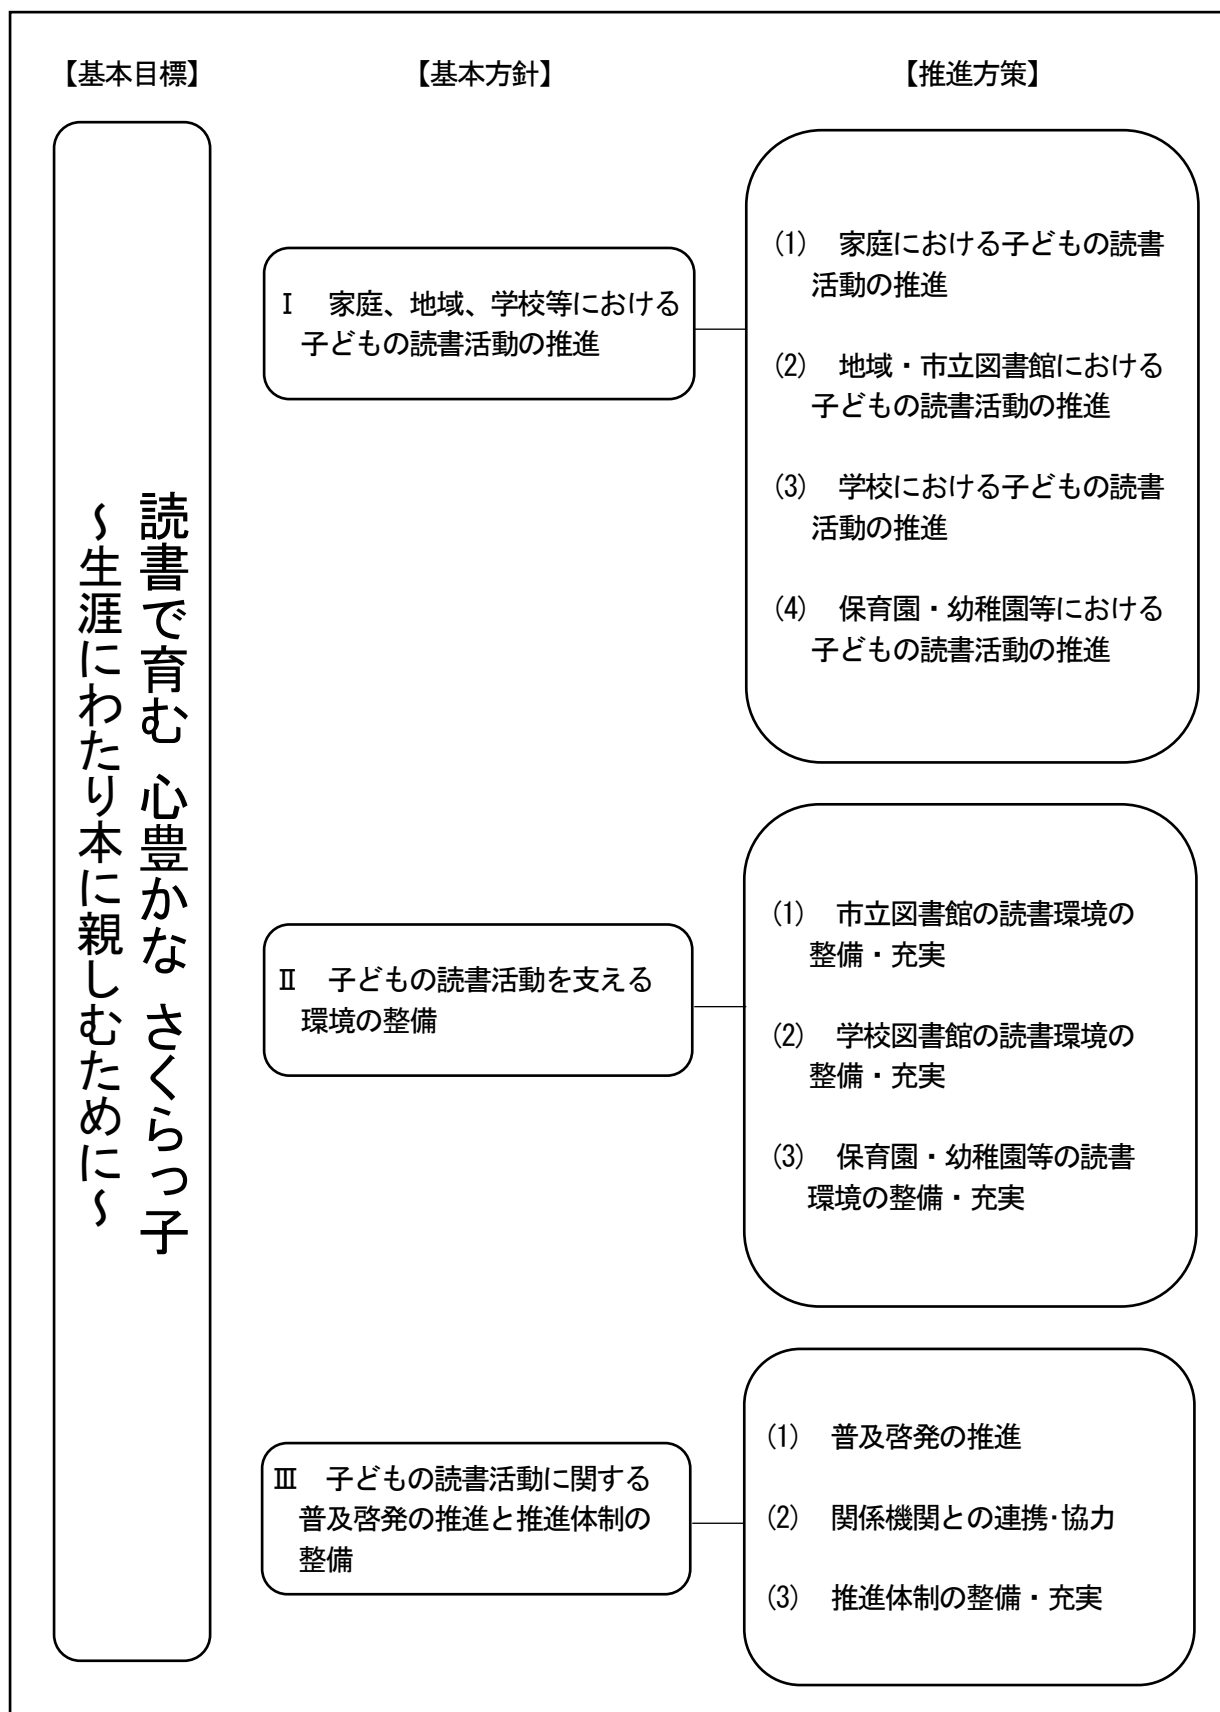 【基本目標】
【基本方針】
【推進方策】
読書で育む 心豊かな さくらっ子
～生涯にわたり本に親しむために～
Ⅰ 家庭、地域、学校等における
子どもの読書活動の推進
(1) 家庭における子どもの読書
活動の推進
(2) 地域・市立図書館における
子どもの読書活動の推進
(3) 学校における子どもの読書
活動の推進
(4) 保育園・幼稚園等における
子どもの読書活動の推進
Ⅱ 子どもの読書活動を支える
環境の整備
(1) 市立図書館の読書環境の
整備・充実
(2) 学校図書館の読書環境の
整備・充実
(3) 保育園・幼稚園等の読書
環境の整備・充実
Ⅲ 子どもの読書活動に関する
普及啓発の推進と推進体制の
整備
(1) 普及啓発の推進
(2) 関係機関との連携･協力
(3) 推進体制の整備・充実